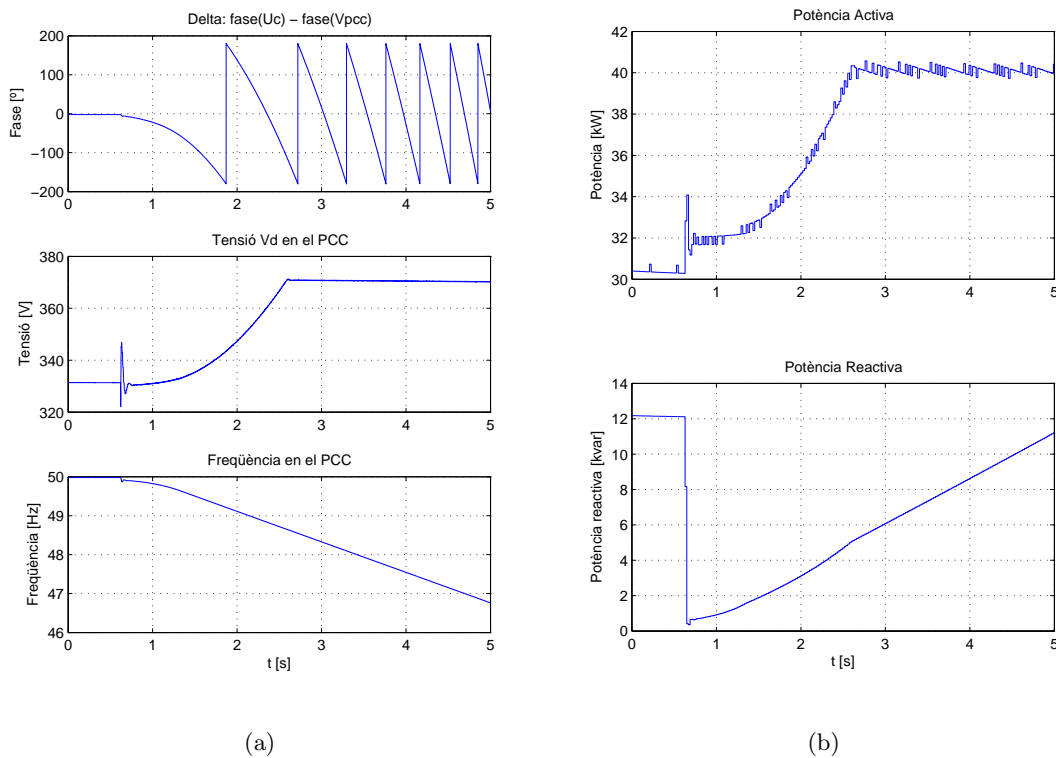 Delta: fase(Uc) − fase(Vpcc)
200
100
0
−100
−200
Fase [º]
0 1 2 3 4 5
Tensió Vd en el PCC
380
360
340
320
Tensió [V]
0 1 2 3 4 5
Freqüència en el PCC
50
49
48
47
46
Freqüència [Hz]
0 1 2 3 4 5
t [s]
(a)
Potència Activa
42
40
38
36
34
32
30
Potència [kW]
0 1 2 3 4 5
Potència Reactiva
14
12
10
8
6
4
2
0
Potència reactiva [kvar]
0 1 2 3 4 5
t [s]
(b)